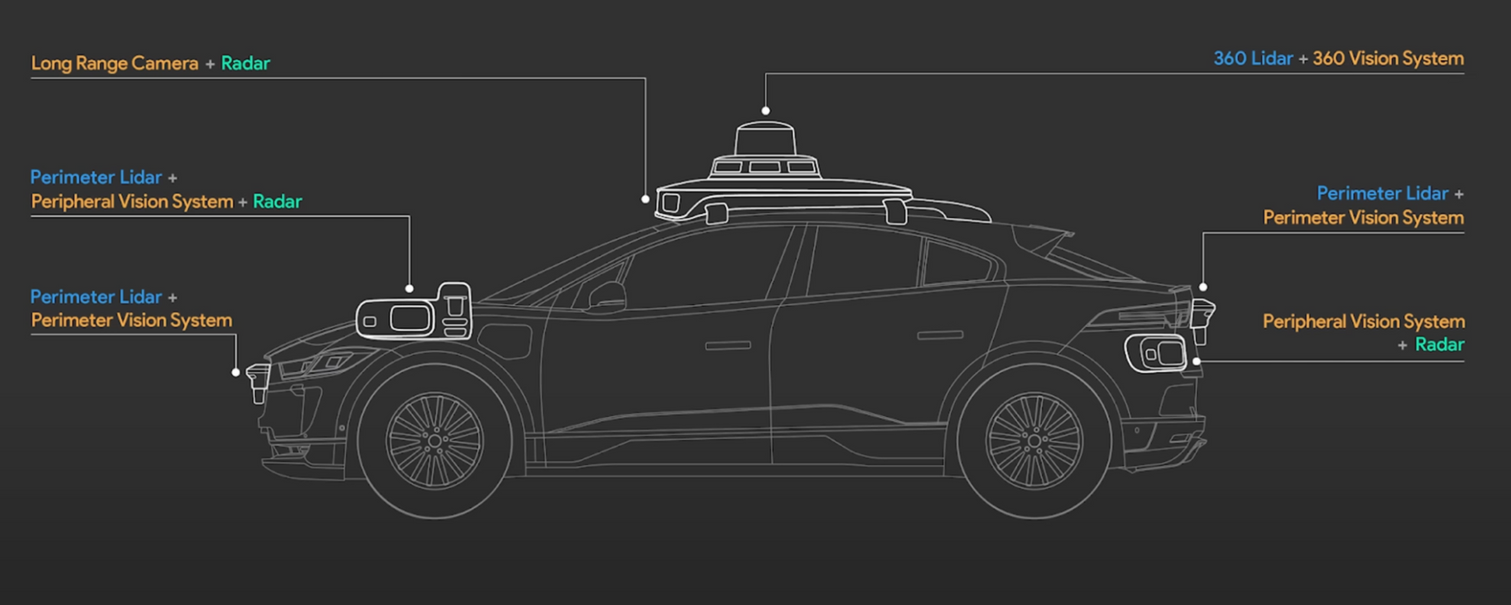 Long Range Camera + Radar
360 Lidar + 360 Vision System
Perimeter Lidar +
Peripheral Vision System + Radar
Perimeter Lidar +
Perimeter Vision System
Perimeter Lidar +
Perimeter Vision System
Peripheral Vision System
+ Radar